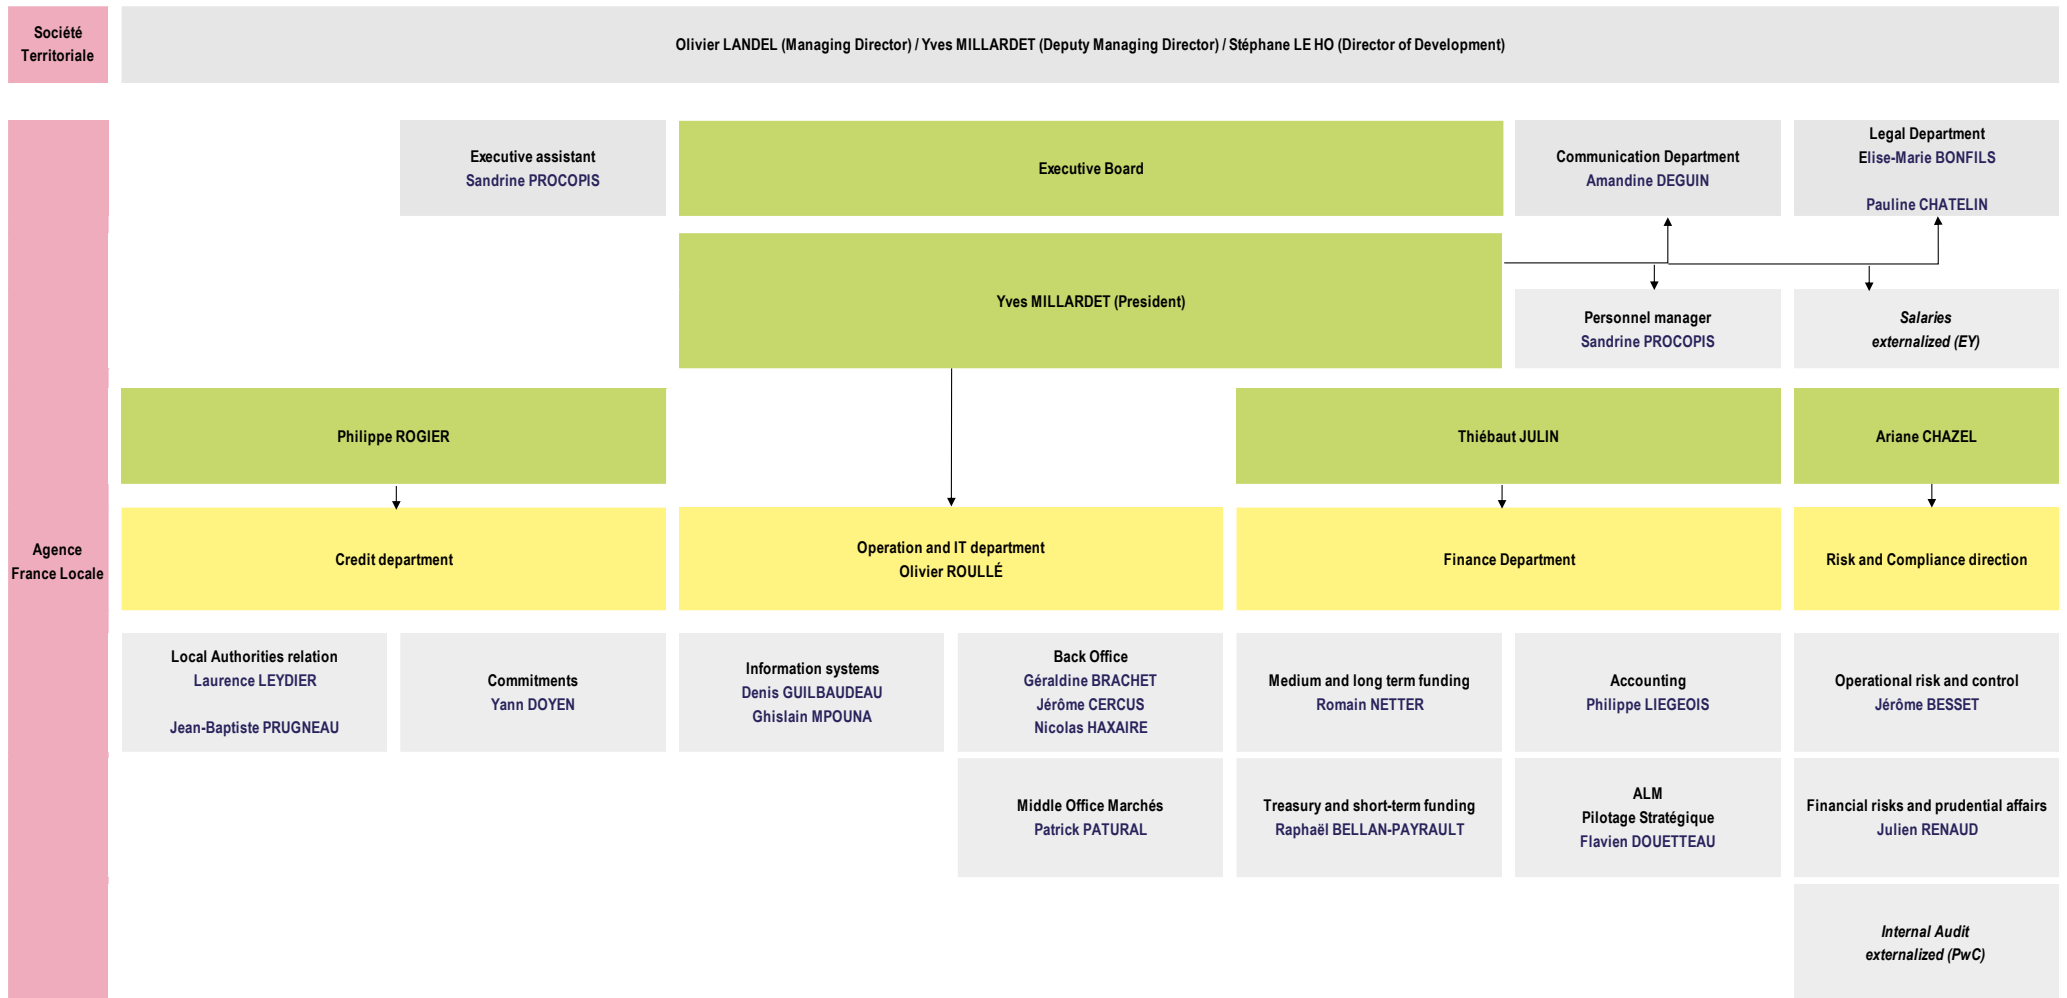 Société
Territoriale
Olivier LANDEL (Managing Director) / Yves MILLARDET (Deputy Managing Director) / Stéphane LE HO (Director of Development)
Executive assistant
Sandrine PROCOPIS
Executive Board
Communication Department
Amandine DEGUIN
Legal Department
Elise-Marie BONFILS
Pauline CHATELIN
Yves MILLARDET (President)
Personnel manager
Sandrine PROCOPIS
Salaries
externalized (EY)
Philippe ROGIER
Thiébaut JULIN
Ariane CHAZEL
Agence
France Locale
Credit department
Operation and IT department
Olivier ROULLÉ
Finance Department
Risk and Compliance direction
Local Authorities relation
Laurence LEYDIER
Jean-Baptiste PRUGNEAU
Commitments
Yann DOYEN
Information systems
Denis GUILBAUDEAU
Ghislain MPOUNA
Back Office
Géraldine BRACHET
Jérôme CERCUS
Nicolas HAXAIRE
Medium and long term funding
Romain NETTER
Accounting
Philippe LIEGEOIS
Operational risk and control
Jérôme BESSET
Middle Office Marchés
Patrick PATURAL
Treasury and short-term funding
Raphaël BELLAN-PAYRAULT
ALM
Pilotage Stratégique
Flavien DOUETTEAU
Financial risks and prudential affairs
Julien RENAUD
Internal Audit
externalized (PwC)